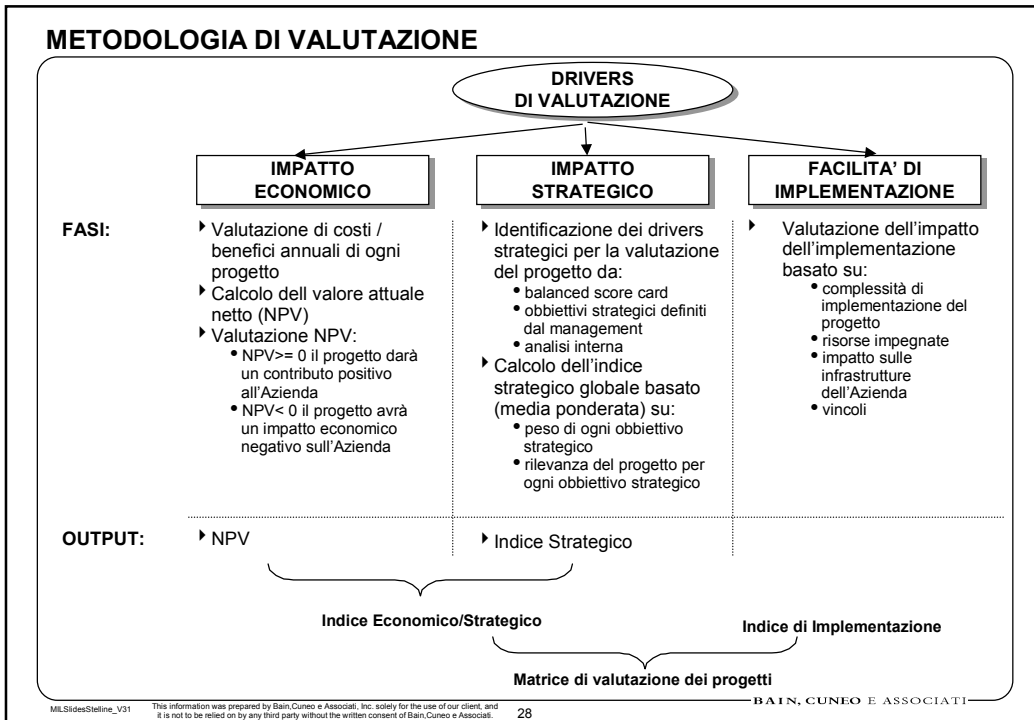 METODOLOGIA DI VALUTAZIONE
DRIVERS
DI VALUTAZIONE
IMPATTO
ECONOMICO
IMPATTO
STRATEGICO
FACILITA' DI
IMPLEMENTAZIONE
FASI:
Valutazione di costi /
benefici annuali di ogni
progetto
Calcolo dell valore attuale
netto (NPV)
Valutazione NPV:
• NPV>= 0 il progetto darà
un contributo positivo
all'Azienda
• NPV< 0 il progetto avrà
un impatto economico
negativo sull'Azienda
Identificazione dei drivers
strategici per la valutazione
del progetto da:
• balanced score card
• obbiettivi strategici definiti
dal management
• analisi interna
Calcolo dell'indice
strategico globale basato
(media ponderata) su:
• peso di ogni obbiettivo
strategico
• rilevanza del progetto per
ogni obbiettivo strategico
Valutazione dell'impatto
dell'implementazione
basato su:
• complessità di
implementazione del
progetto
• risorse impegnate
• impatto sulle
infrastrutture
dell'Azienda
• vincoli
OUTPUT:
NPV
Indice Strategico
Indice Economico/Strategico
Indice di Implementazione
Matrice di valutazione dei progetti
BAIN, CUNEO E ASSOCIATI
MILSlidesStelline_V31
This information was prepared by Bain,Cuneo e Associati, Inc. solely for the use of our client, and
it is not to be relied on by any third party without the written consent of Bain,Cuneo e Associati.
28